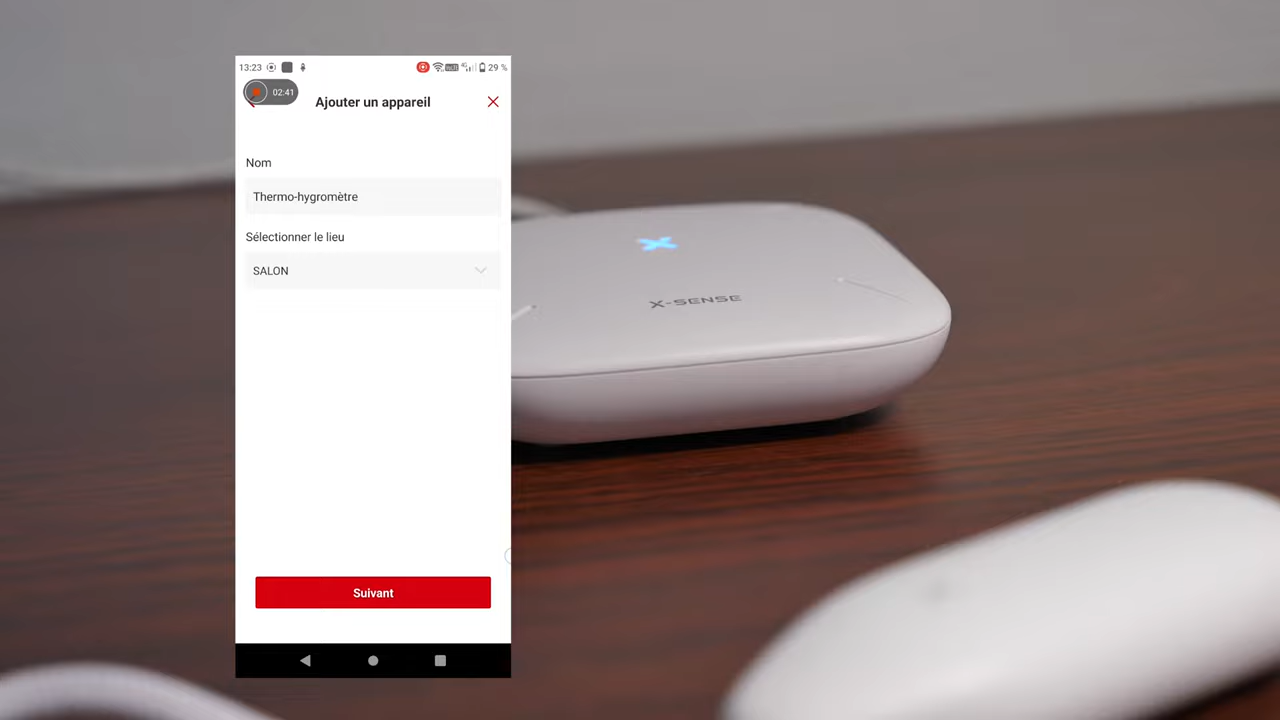 13:23
29 %
02:41
Ajouter un appareil
Nom
Thermo-hygromètre
Sélectionner le lieu
SALON
Suivant
X-SENSE